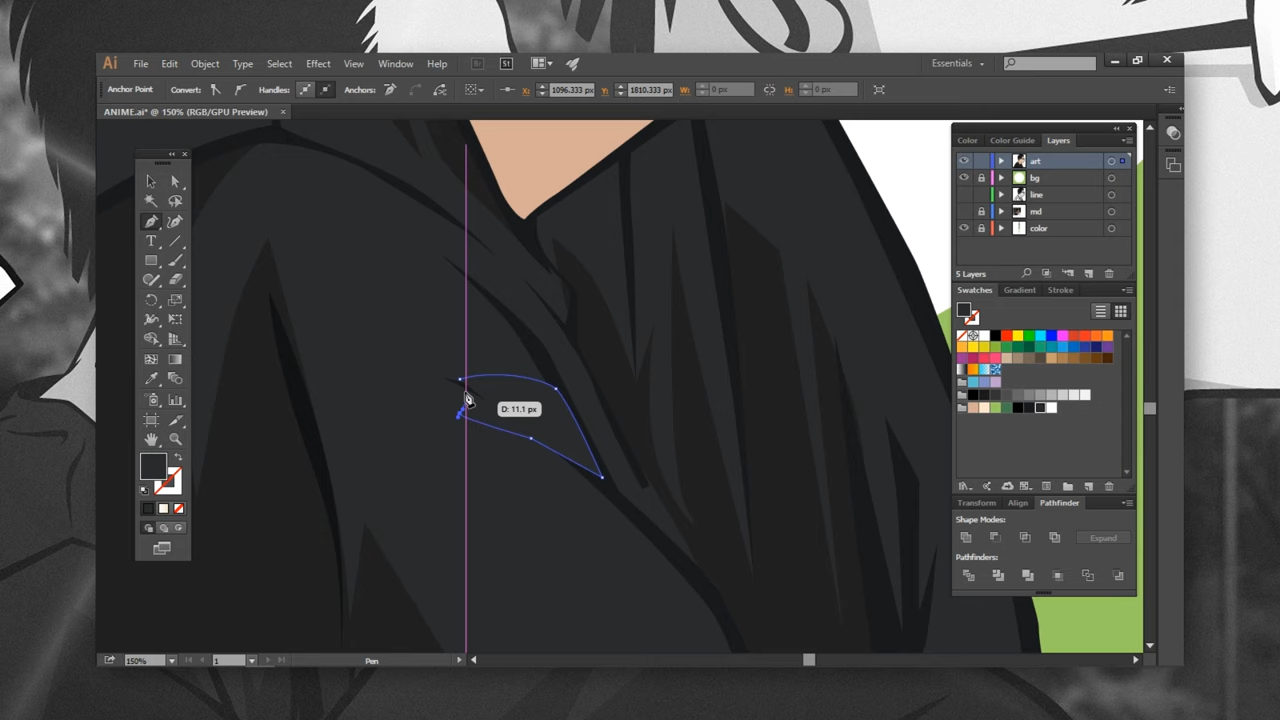 Ai File Edit Object Type Select Effect View Window Help Br St Essentials
Anchor Point Convert: Handles: Anchors: X: 1096.333 px Y: 1810.333 px W: 0 px H: 0 px
ANIME.ai* @ 150% (RGB/GPU Preview) ×
Color Color Guide Layers
art
bg
line
md
color
5 Layers
Swatches Gradient Stroke
D: 11.1 px
Transform Align Pathfinder
Shape Modes:
Expand
Pathfinders:
150% 1 Pen